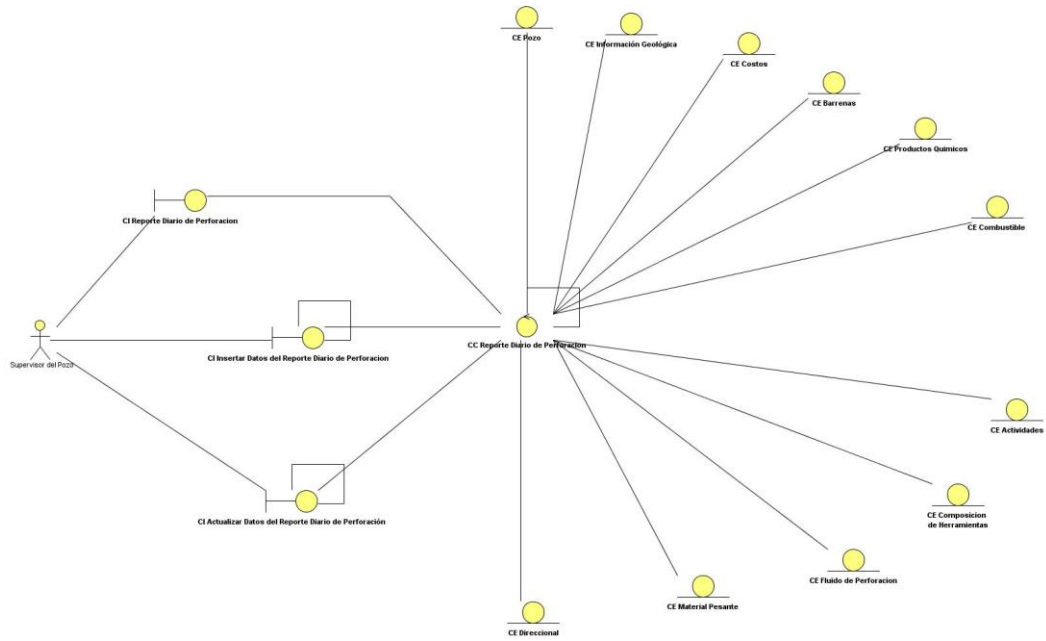 CE Pozo
CE Información Geológica
CE Costos
CE Barrenas
CE Productos Quimicos
CI Reporte Diario de Perforacion
CE Combustible
CC Reporte Diario de Perforacion
CI Insertar Datos del Reporte Diario de Perforacion
Supervisor del Pozo
CE Actividades
CI Actualizar Datos del Reporte Diario de Perforación
CE Composicion
de Herramientas
CE Fluido de Perforacion
CE Material Pesante
CE Direccional